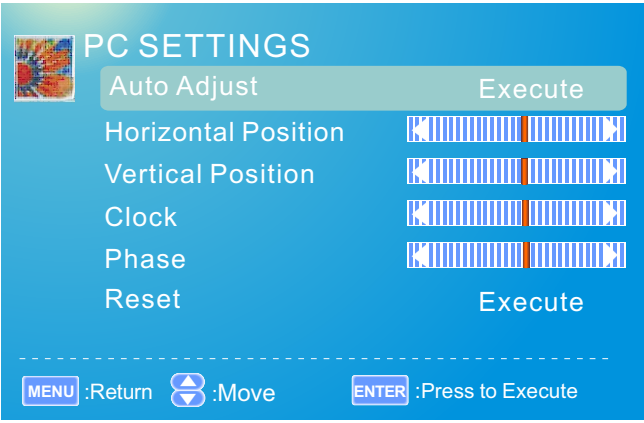 PC SETTINGS
Auto Adjust Execute
Horizontal Position
Vertical Position
Clock
Phase
Reset Execute
MENU :Return :Move ENTER :Press to Execute